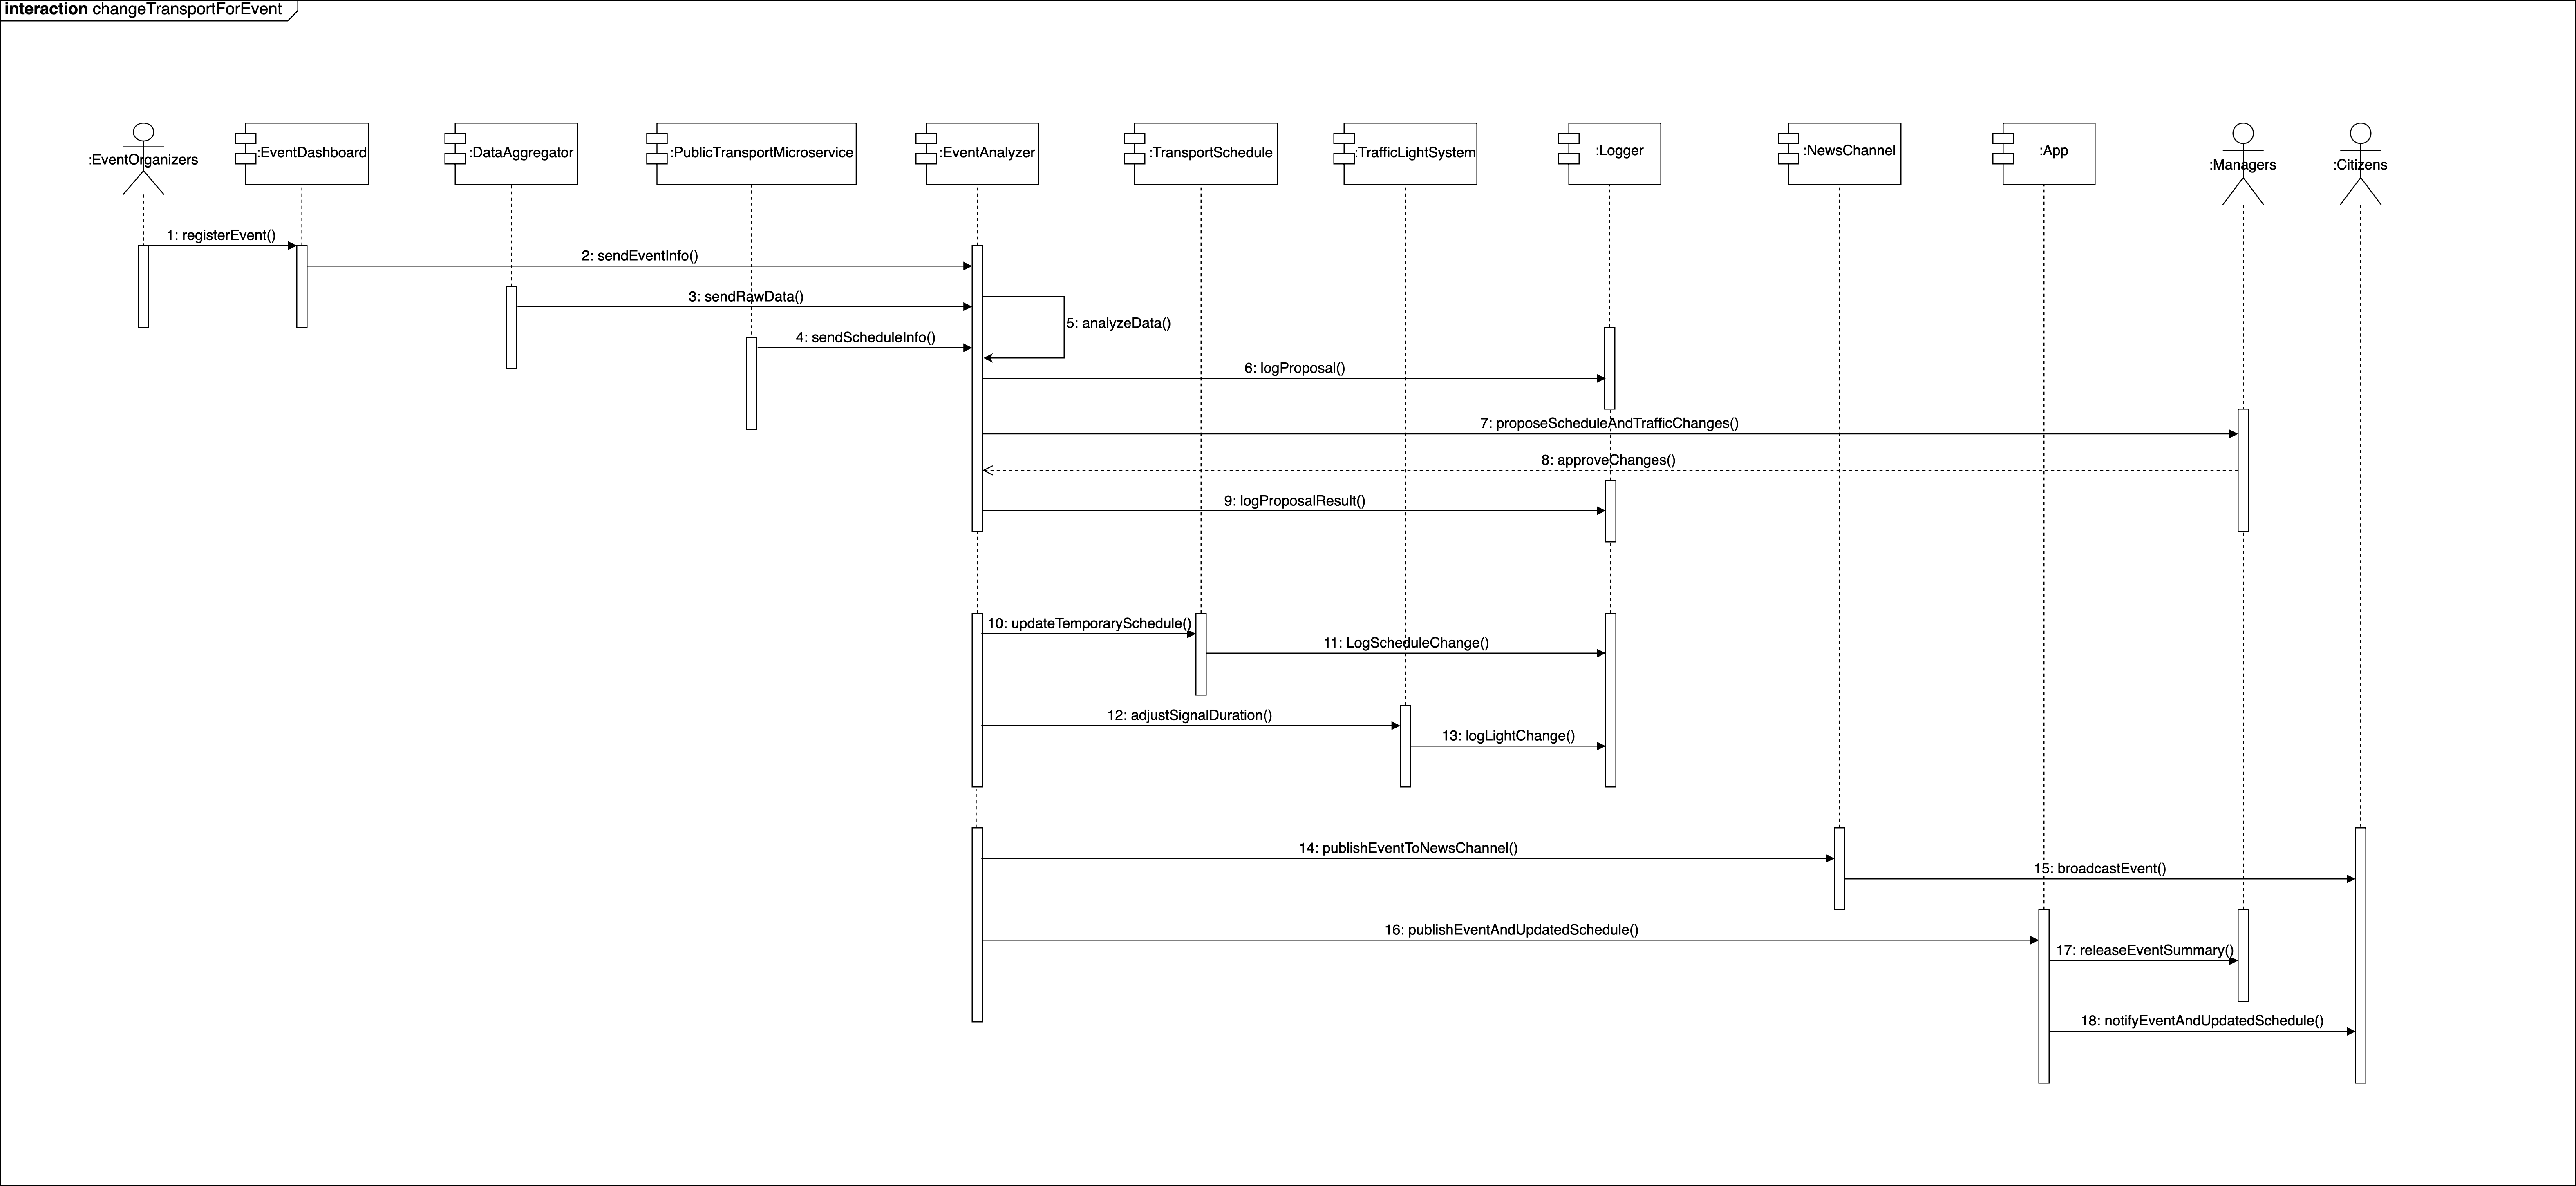 interaction changeTransportForEvent
:EventOrganizers
:EventDashboard
:DataAggregator
:PublicTransportMicroservice
:EventAnalyzer
:TransportSchedule
:TrafficLightSystem
:Logger
:NewsChannel
:App
:Managers
:Citizens
1: registerEvent()
2: sendEventInfo()
3: sendRawData()
5: analyzeData()
4: sendScheduleInfo()
6: logProposal()
7: proposeScheduleAndTrafficChanges()
8: approveChanges()
9: logProposalResult()
10: updateTemporarySchedule()
11: LogScheduleChange()
12: adjustSignalDuration()
13: logLightChange()
14: publishEventToNewsChannel()
15: broadcastEvent()
16: publishEventAndUpdatedSchedule()
17: releaseEventSummary()
18: notifyEventAndUpdatedSchedule()